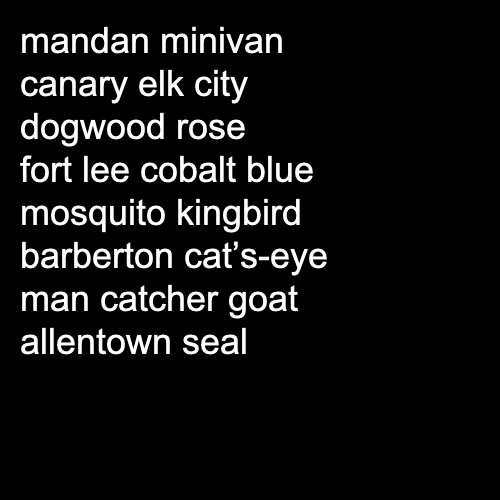 mandan minivan
canary elk city
dogwood rose
fort lee cobalt blue
mosquito kingbird
barberton cat’s-eye
man catcher goat
allentown seal